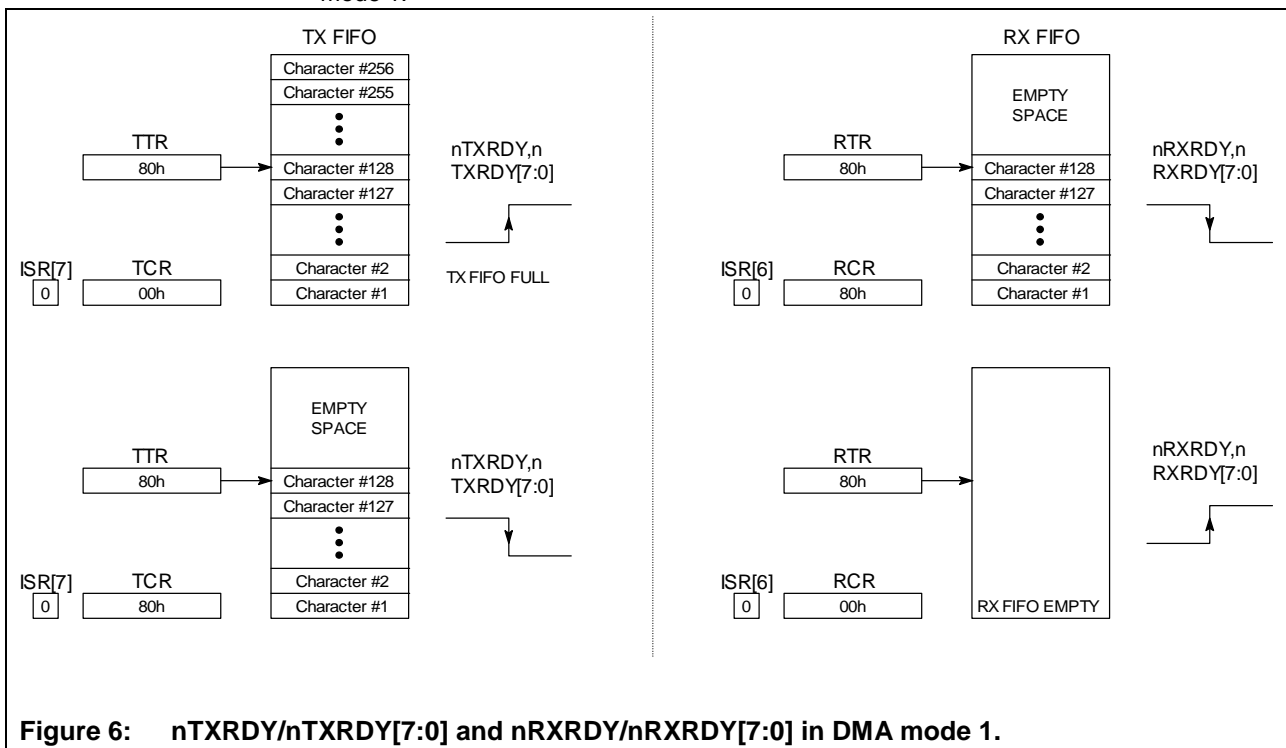 mode 1.
TX FIFO
Character #256
Character #255
TTR
80h
Character #128
Character #127
nTXRDY,n
TXRDY[7:0]
ISR[7]
0
TCR
00h
Character #2
Character #1
TX FIFO FULL
EMPTY
SPACE
TTR
80h
Character #128
Character #127
nTXRDY,n
TXRDY[7:0]
ISR[7]
0
TCR
80h
Character #2
Character #1
RX FIFO
EMPTY
SPACE
RTR
80h
Character #128
Character #127
nRXRDY,n
RXRDY[7:0]
ISR[6]
0
RCR
80h
Character #2
Character #1
RTR
80h
nRXRDY,n
RXRDY[7:0]
ISR[6]
0
RCR
00h
RX FIFO EMPTY
Figure 6: nTXRDY/nTXRDY[7:0] and nRXRDY/nRXRDY[7:0] in DMA mode 1.